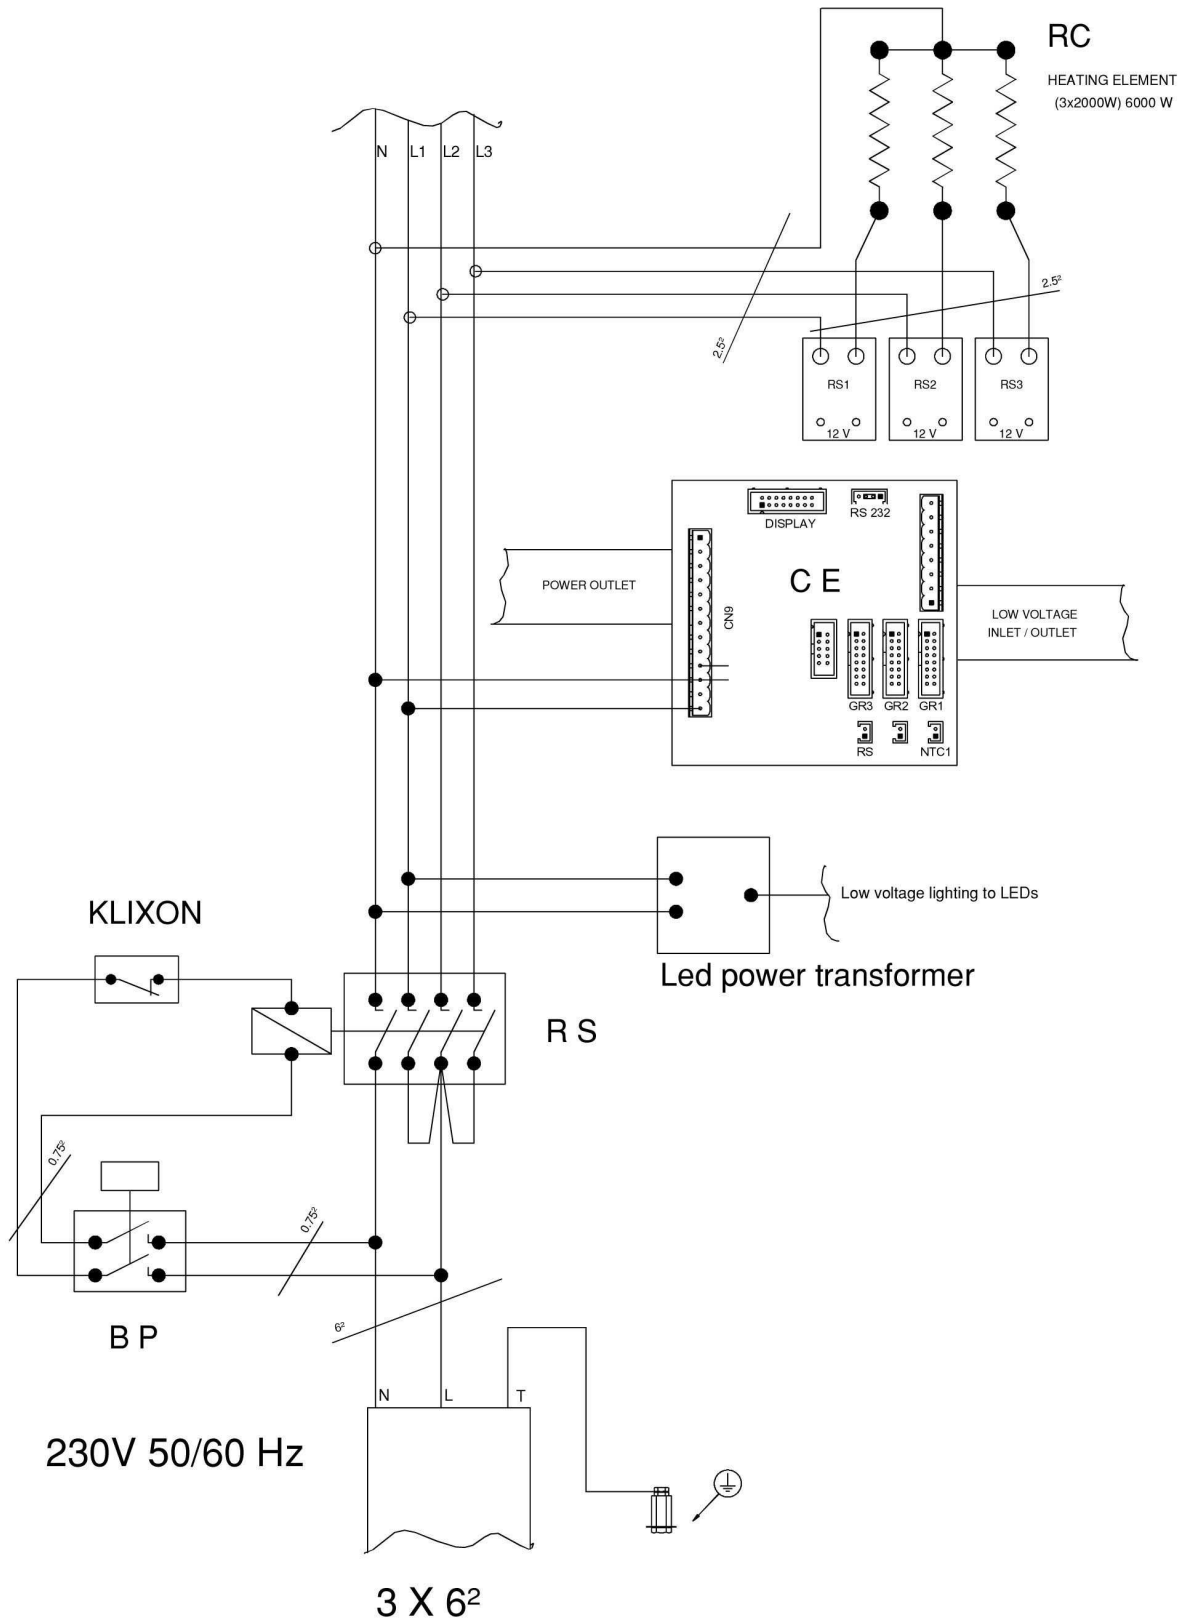 RC
HEATING ELEMENT
(3x2000W) 6000 W
N
L1
L2
L3
2.5²
2.5²
RS1
RS2
RS3
12 V
12 V
12 V
DISPLAY
RS 232
C E
POWER OUTLET
CN9
LOW VOLTAGE
INLET / OUTLET
GR3
GR2
GR1
RS
NTC1
Low voltage lighting to LEDs
KLIXON
Led power transformer
R S
0.75²
0.75²
B P
6²
N
L
T
230V 50/60 Hz
3 X 6²